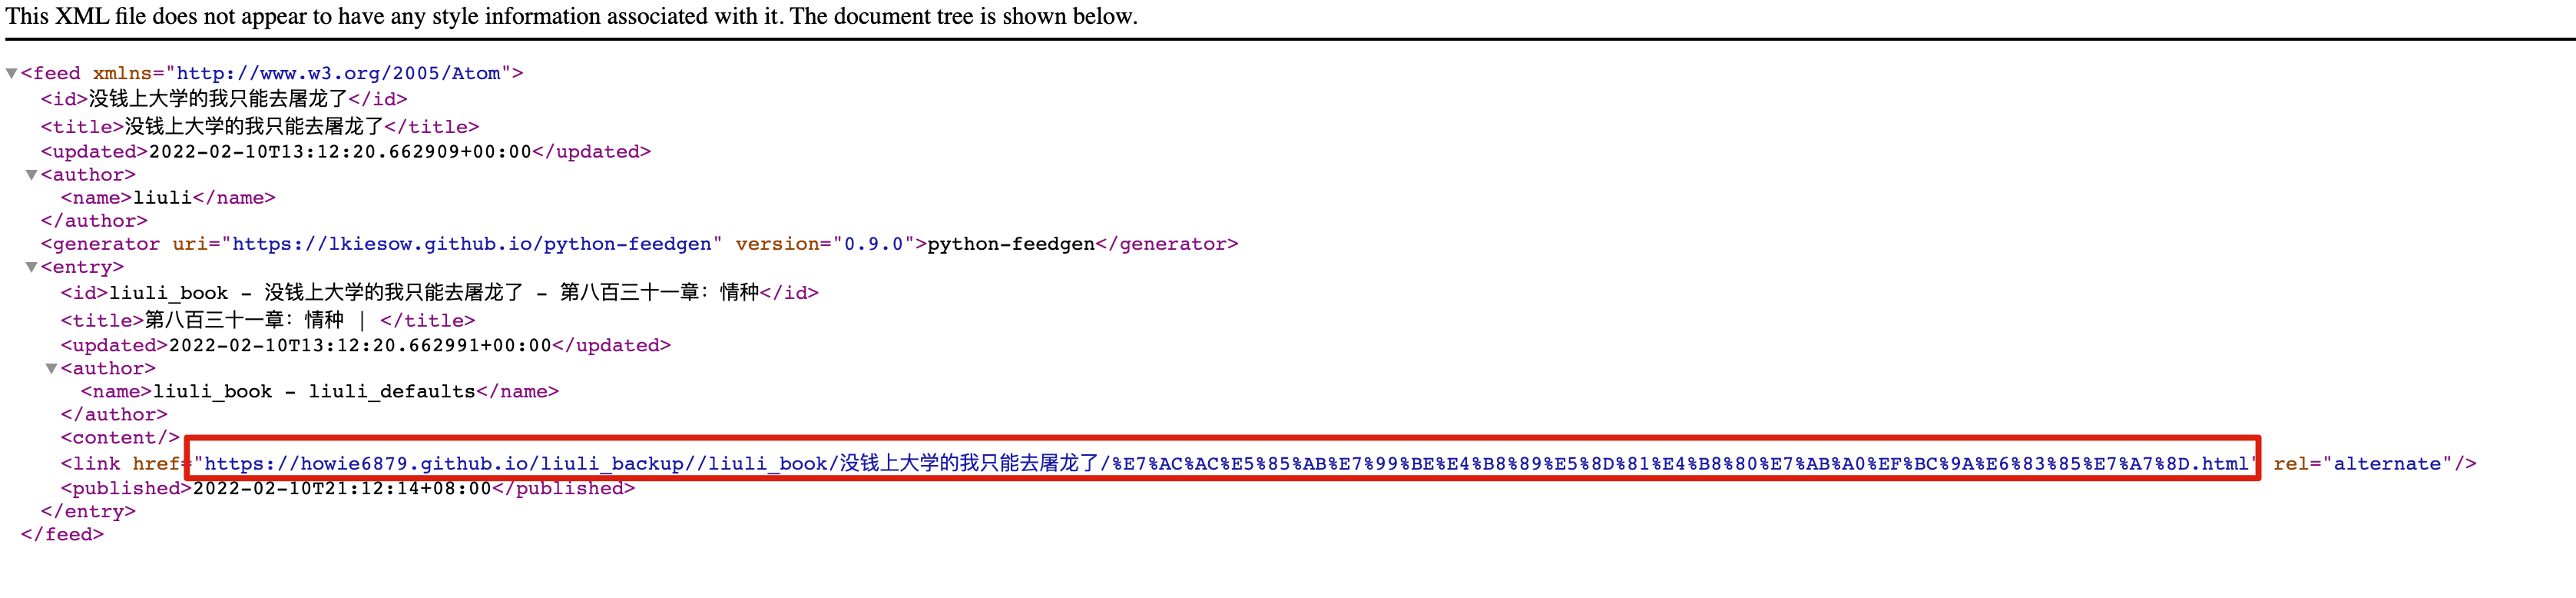 This XML file does not appear to have any style information associated with it. The document tree is shown below.
<feed xmlns="http://www.w3.org/2005/Atom">
<id>没钱上大学的我只能去屠龙了</id>
<title>没钱上大学的我只能去屠龙了</title>
<updated>2022-02-10T13:12:20.662909+00:00</updated>
<author>
<name>liuli</name>
</author>
<generator uri="https://lkiesow.github.io/python-feedgen" version="0.9.0">python-feedgen</generator>
<entry>
<id>liuli_book - 没钱上大学的我只能去屠龙了 - 第八百三十一章：情种</id>
<title>第八百三十一章：情种 | </title>
<updated>2022-02-10T13:12:20.662991+00:00</updated>
<author>
<name>liuli_book - liuli_defaults</name>
</author>
<content/>
<link href="https://howie6879.github.io/liuli_backup//liuli_book/没钱上大学的我只能去屠龙了/%E7%AC%AC%E5%85%AB%E7%99%BE%E4%B8%89%E5%8D%81%E4%B8%80%E7%AB%A0%EF%BC%9A%E6%83%85%E7%A7%8D.html" rel="alternate"/>
<published>2022-02-10T21:12:14+08:00</published>
</entry>
</feed>